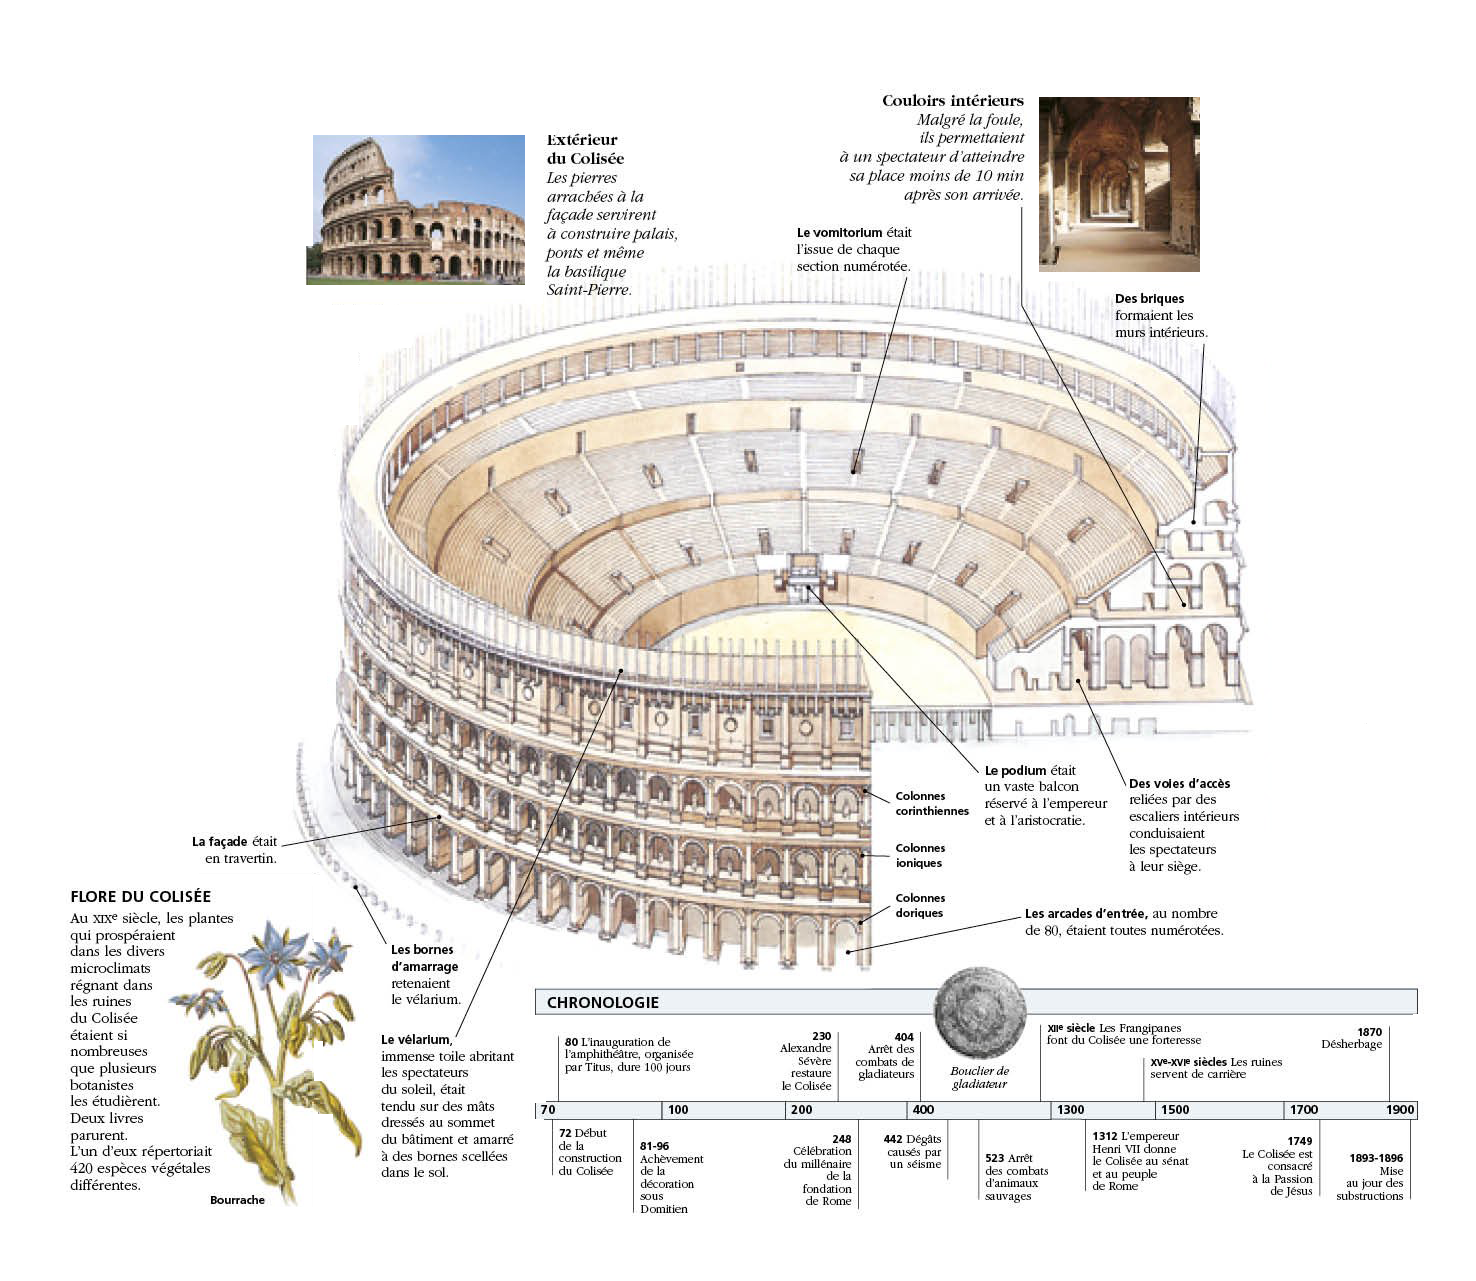 Extérieur
du Colisée
Les pierres
arrachées à la
façade servirent
à construire palais,
ponts et même
la basilique
Saint-Pierre.
Couloirs intérieurs
Malgré la foule,
ils permettaient
à un spectateur d'atteindre
sa place moins de 10 min
après son arrivée.
Le vomitorium était
l'issue de chaque
section numérotée.
Des briques
formaient les
murs intérieurs.
Le podium était
un vaste balcon
réservé à l'empereur
et à l'aristocratie.
Des voies d'accès
reliées par des
escaliers intérieurs
conduisaient
les spectateurs
à leur siège.
Colonnes
corinthiennes
Colonnes
ioniques
Colonnes
doriques
Les arcades d'entrée, au nombre
de 80, étaient toutes numérotées.
La façade était
en travertin.
Les bornes
d'amarrage
retenaient
le vélarium.
Le vélarium,
immense toile abritant
les spectateurs
du soleil, était
tendu sur des mâts
dressés au sommet
du bâtiment et amarré
à des bornes scellées
dans le sol.
FLORE DU COLISÉE
Au XIXe siècle, les plantes
qui prospéraient
dans les divers
microclimats
régnant dans
les ruines
du Colisée
étaient si
nombreuses
que plusieurs
botanistes
les étudièrent.
Deux livres
parurent.
L'un d'eux répertoriait
420 espèces végétales
différentes.
Bourrache
CHRONOLOGIE
80 L'inauguration de
l'amphithéâtre, organisée
par Titus, dure 100 jours
230
Alexandre
Sévère
restaure
le Colisée
404
Arrêt des
combats de
gladiateurs
Bouclier de
gladiateur
XIIe siècle Les Frangipanes
font du Colisée une forteresse
XVe-XVIe siècles Les ruines
servent de carrière
1870
Désherbage
70 100 200 400 1300 1500 1700 1900
72 Début
de la
construction
du Colisée
81-96
Achèvement
de la
décoration
sous
Domitien
248
Célébration
du millénaire
de la
fondation
de Rome
442 Dégâts
causés par
un séisme
523 Arrêt
des combats
d'animaux
sauvages
1312 L'empereur
Henri VII donne
le Colisée au sénat
et au peuple
de Rome
1749
Le Colisée est
consacré
à la Passion
de Jésus
1893-1896
Mise
au jour des
substructions